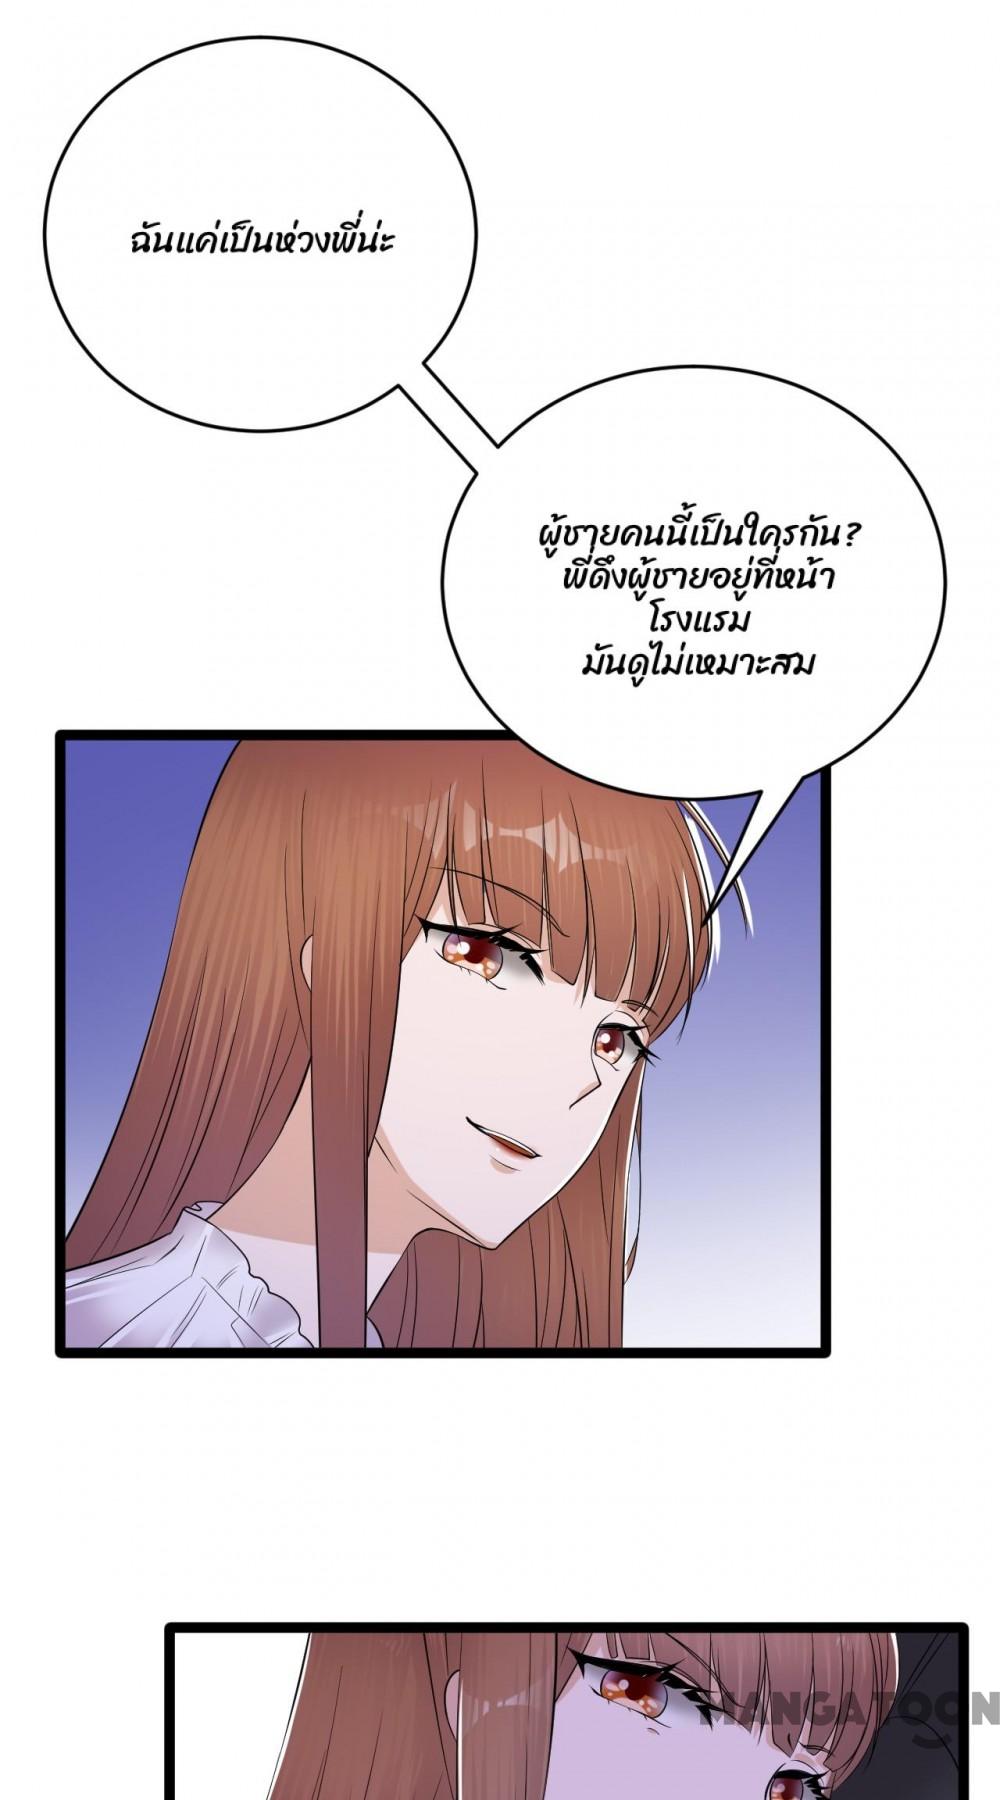 ฉันแค่เป็นห่วงพี่น่ะ
ผู้ชายคนนี้เป็นใครกัน?
พี่ดึงผู้ชายอยู่ที่หน้า
โรงแรม
มันดูไม่เหมาะสม
MANGATOON